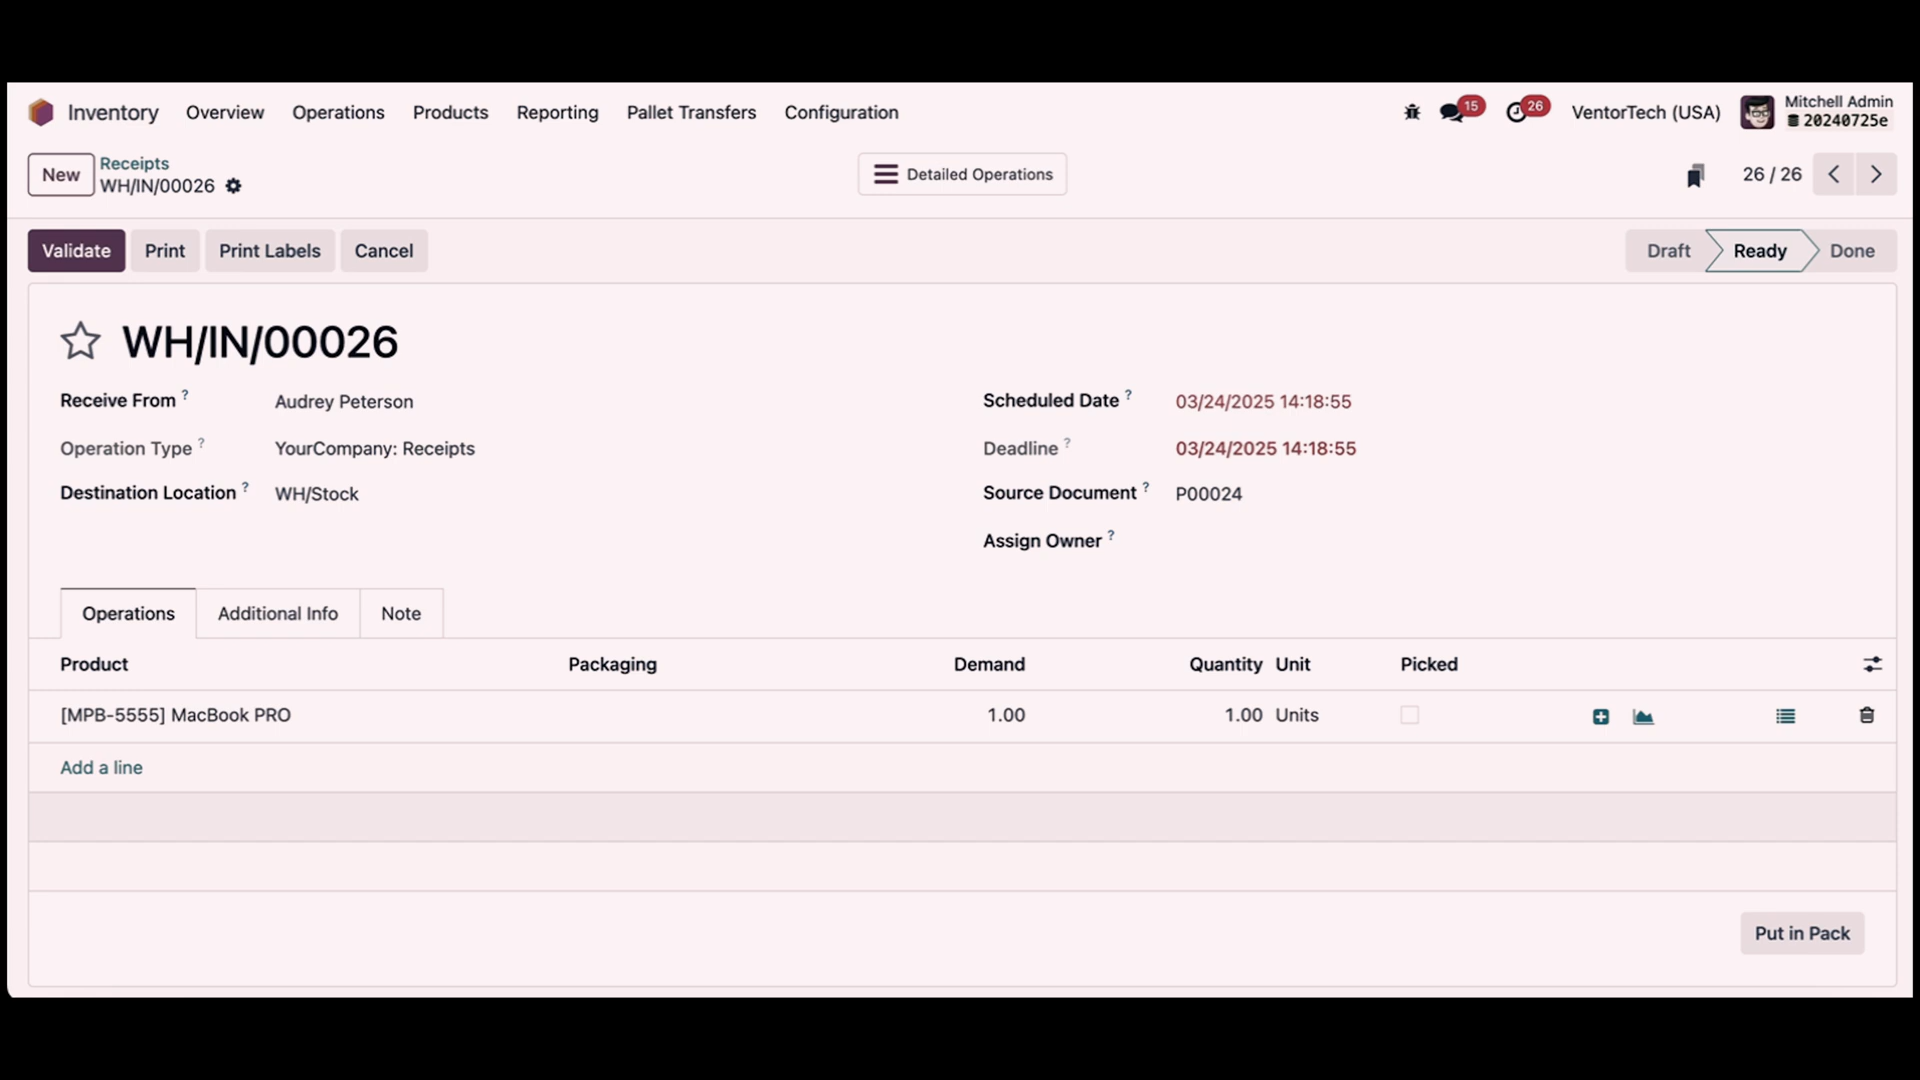 Inventory Overview Operations Products Reporting Pallet Transfers Configuration 15 26 VentorTech (USA) Mitchell Admin
20240725e
New Receipts
WH/IN/00026
Detailed Operations
26 / 26
Validate Print Print Labels Cancel Draft Ready Done
WH/IN/00026
Receive From ? Audrey Peterson Scheduled Date ? 03/24/2025 14:18:55
Operation Type ? YourCompany: Receipts Deadline ? 03/24/2025 14:18:55
Destination Location ? WH/Stock Source Document ? P00024
Assign Owner ?
Operations Additional Info Note
Product Packaging Demand Quantity Unit Picked
[MPB-5555] MacBook PRO 1.00 1.00 Units
Add a line
Put in Pack